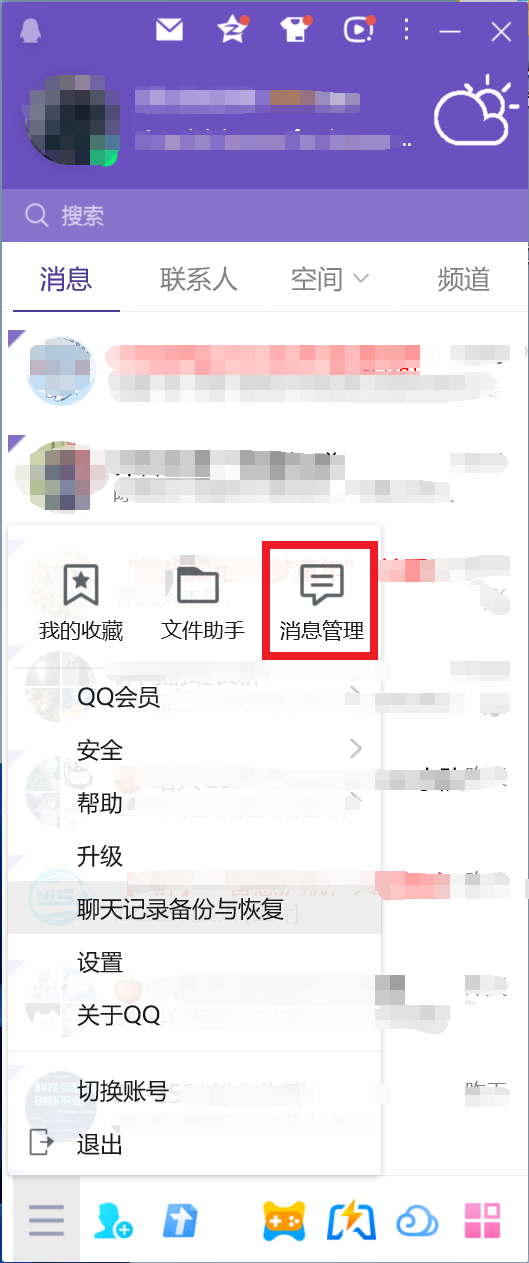 搜索
消息 联系人 空间 频道
我的收藏 文件助手 消息管理
QQ会员
安全
帮助
升级
聊天记录备份与恢复
设置
关于QQ
切换账号
退出